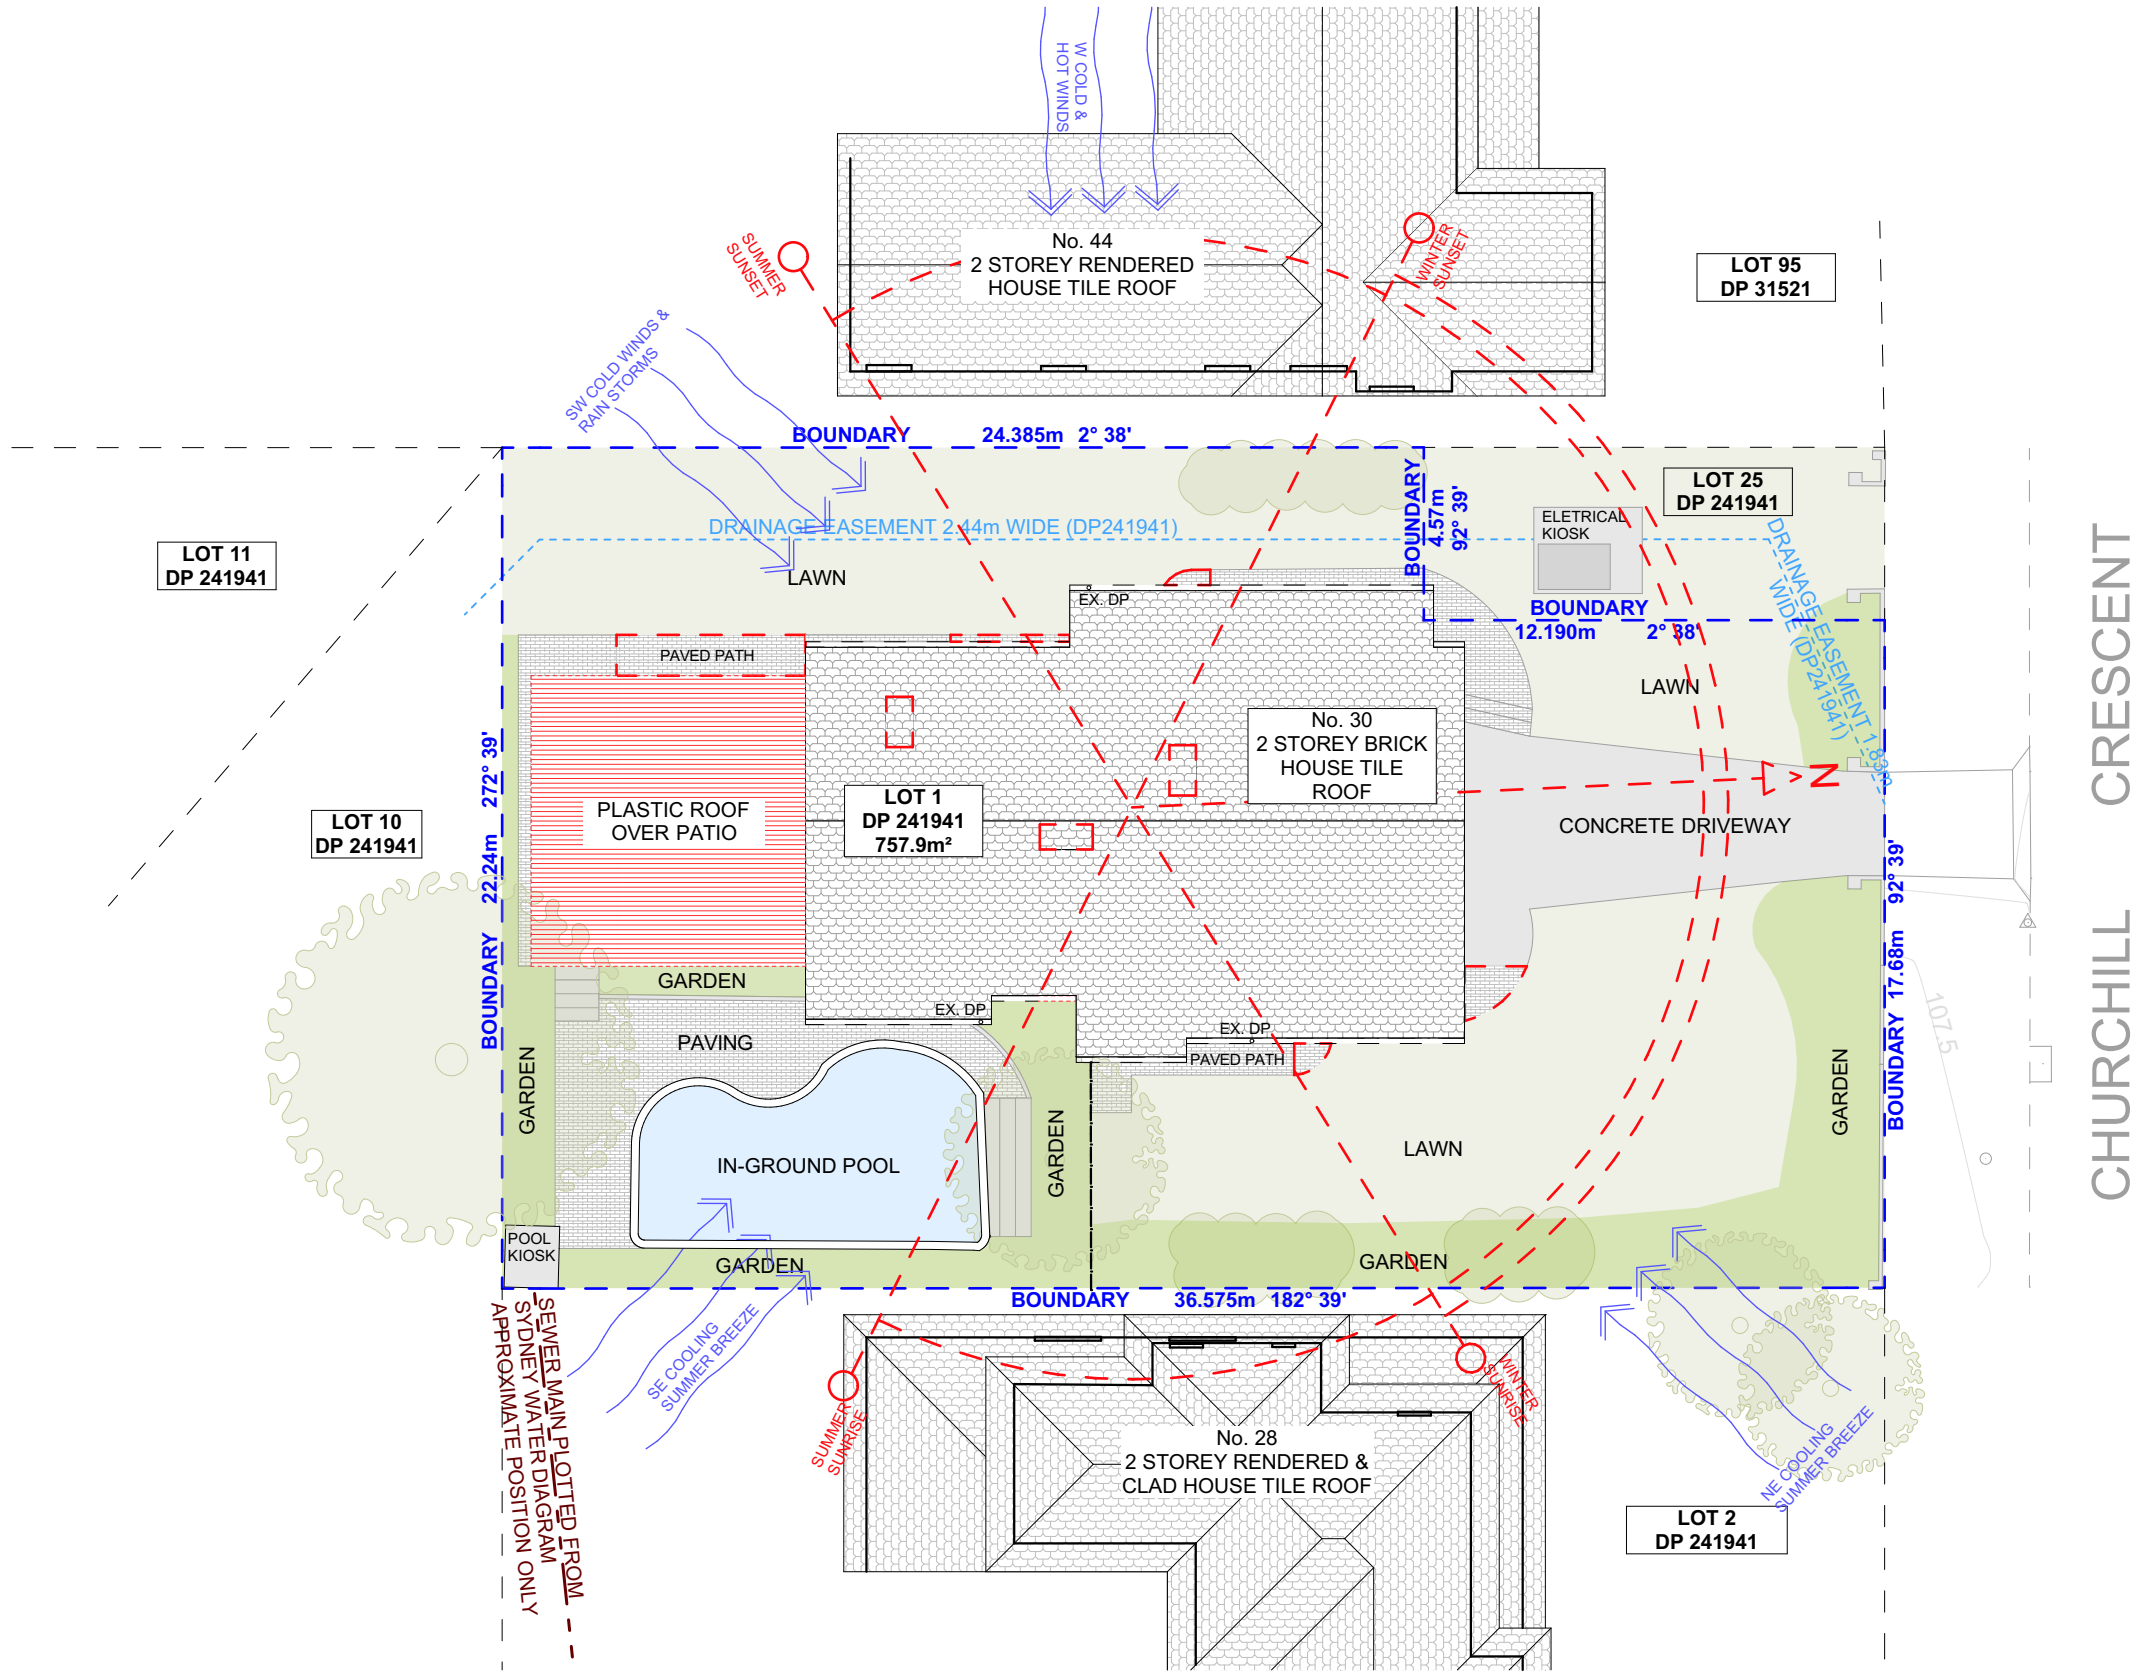 W COLD &
HOT WINDS
No. 44
2 STOREY RENDERED
HOUSE TILE ROOF
SUMMER
SUNSET
WINTER
SUNSET
LOT 95
DP 31521
SW COLD WINDS &
RAIN STORMS
BOUNDARY 24.385m 2° 38'
BOUNDARY
4.57m
92° 39'
LOT 25
DP 241941
ELETRICAL
KIOSK
DRAINAGE EASEMENT 2.44m WIDE (DP241941)
DRAINAGE EASEMENT 1.83m
WIDE (DP241941)
LOT 11
DP 241941
LAWN
EX. DP
BOUNDARY
12.190m 2° 38'
PAVED PATH
LAWN
No. 30
2 STOREY BRICK
HOUSE TILE
ROOF
N
PLASTIC ROOF
OVER PATIO
LOT 1
DP 241941
757.9m²
CONCRETE DRIVEWAY
LOT 10
DP 241941
BOUNDARY 22.24m 272° 39'
BOUNDARY 17.68m 92° 39'
CHURCHILL CRESCENT
GARDEN
EX. DP
PAVING
EX. DP
PAVED PATH
107.5
GARDEN
GARDEN
GARDEN
LAWN
IN-GROUND POOL
POOL
KIOSK
GARDEN
GARDEN
BOUNDARY 36.575m 182° 39'
SEWER MAIN PLOTTED FROM
SYDNEY WATER DIAGRAM
APPROXIMATE POSITION ONLY
SE COOLING
SUMMER BREEZE
SUMMER
SUNRISE
WINTER
SUNRISE
No. 28
2 STOREY RENDERED &
CLAD HOUSE TILE ROOF
NE COOLING
SUMMER BREEZE
LOT 2
DP 241941